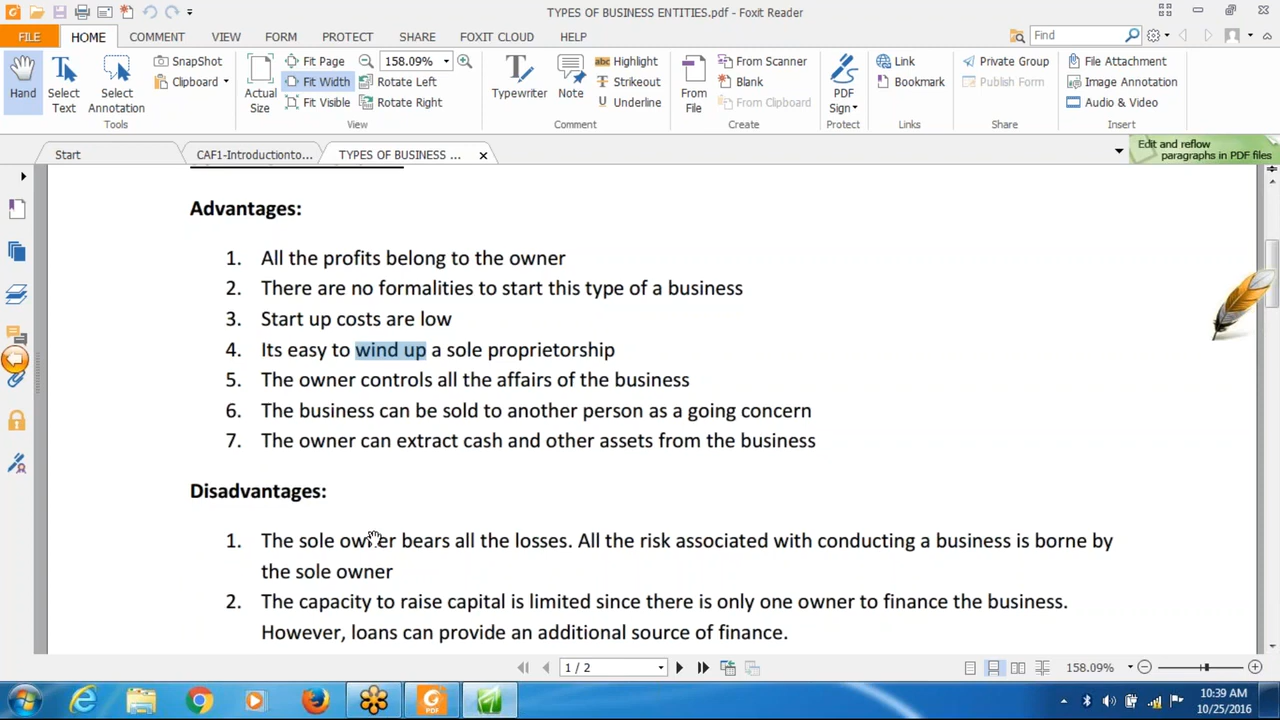 TYPES OF BUSINESS ENTITIES.pdf - Foxit Reader
FILE HOME COMMENT VIEW FORM PROTECT SHARE FOXIT CLOUD HELP Find
Hand
Select Text
Select Annotation
SnapShot
Clipboard
Tools
Actual Size
Fit Page
Fit Width
Fit Visible
158.09%
Rotate Left
Rotate Right
View
Typewriter
Note
abc Highlight
Strikeout
U Underline
Comment
From File
From Scanner
Blank
From Clipboard
Create
PDF Sign
Protect
Link
Bookmark
Links
Private Group
Publish Form
Share
File Attachment
Image Annotation
Audio & Video
Insert
Start CAF1-Introductionto... TYPES OF BUSINESS ...
Edit and reflow
paragraphs in PDF files
Advantages:
1. All the profits belong to the owner
2. There are no formalities to start this type of a business
3. Start up costs are low
4. Its easy to wind up a sole proprietorship
5. The owner controls all the affairs of the business
6. The business can be sold to another person as a going concern
7. The owner can extract cash and other assets from the business
Disadvantages:
1. The sole owner bears all the losses. All the risk associated with conducting a business is borne by
the sole owner
2. The capacity to raise capital is limited since there is only one owner to finance the business.
However, loans can provide an additional source of finance.
1 / 2 158.09%
PDF
10:39 AM
10/25/2016